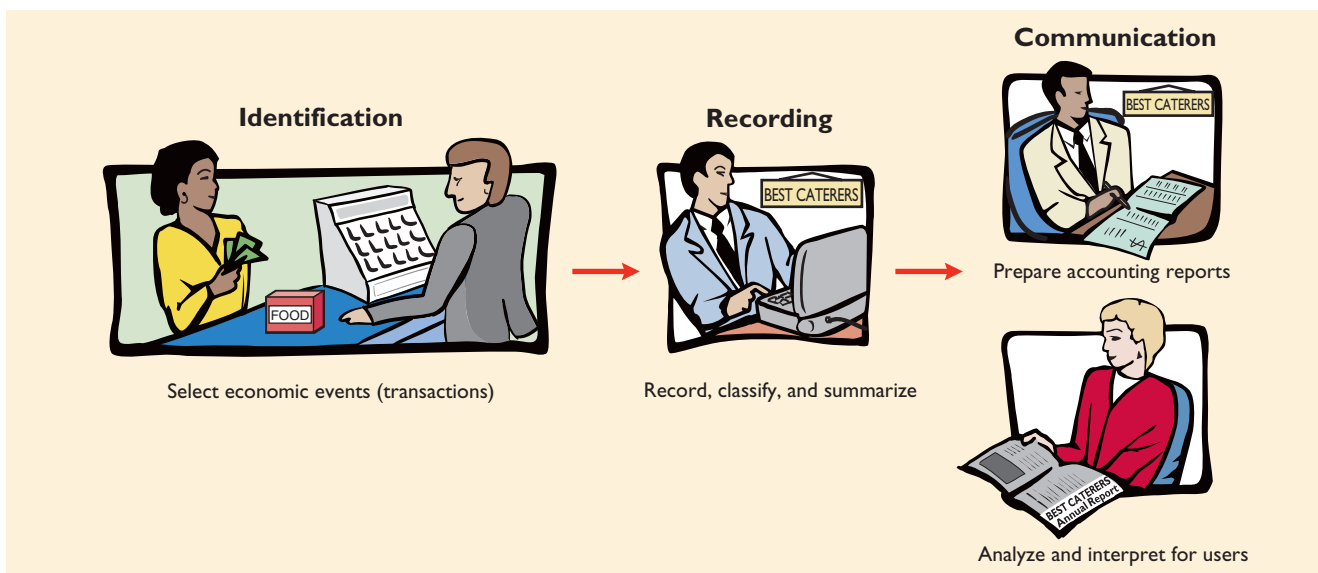 Identification
FOOD
Select economic events (transactions)
Recording
BEST CATERERS
Record, classify, and summarize
Communication
BEST CATERERS
Prepare accounting reports
BEST CATERERS
Annual Report
Analyze and interpret for users